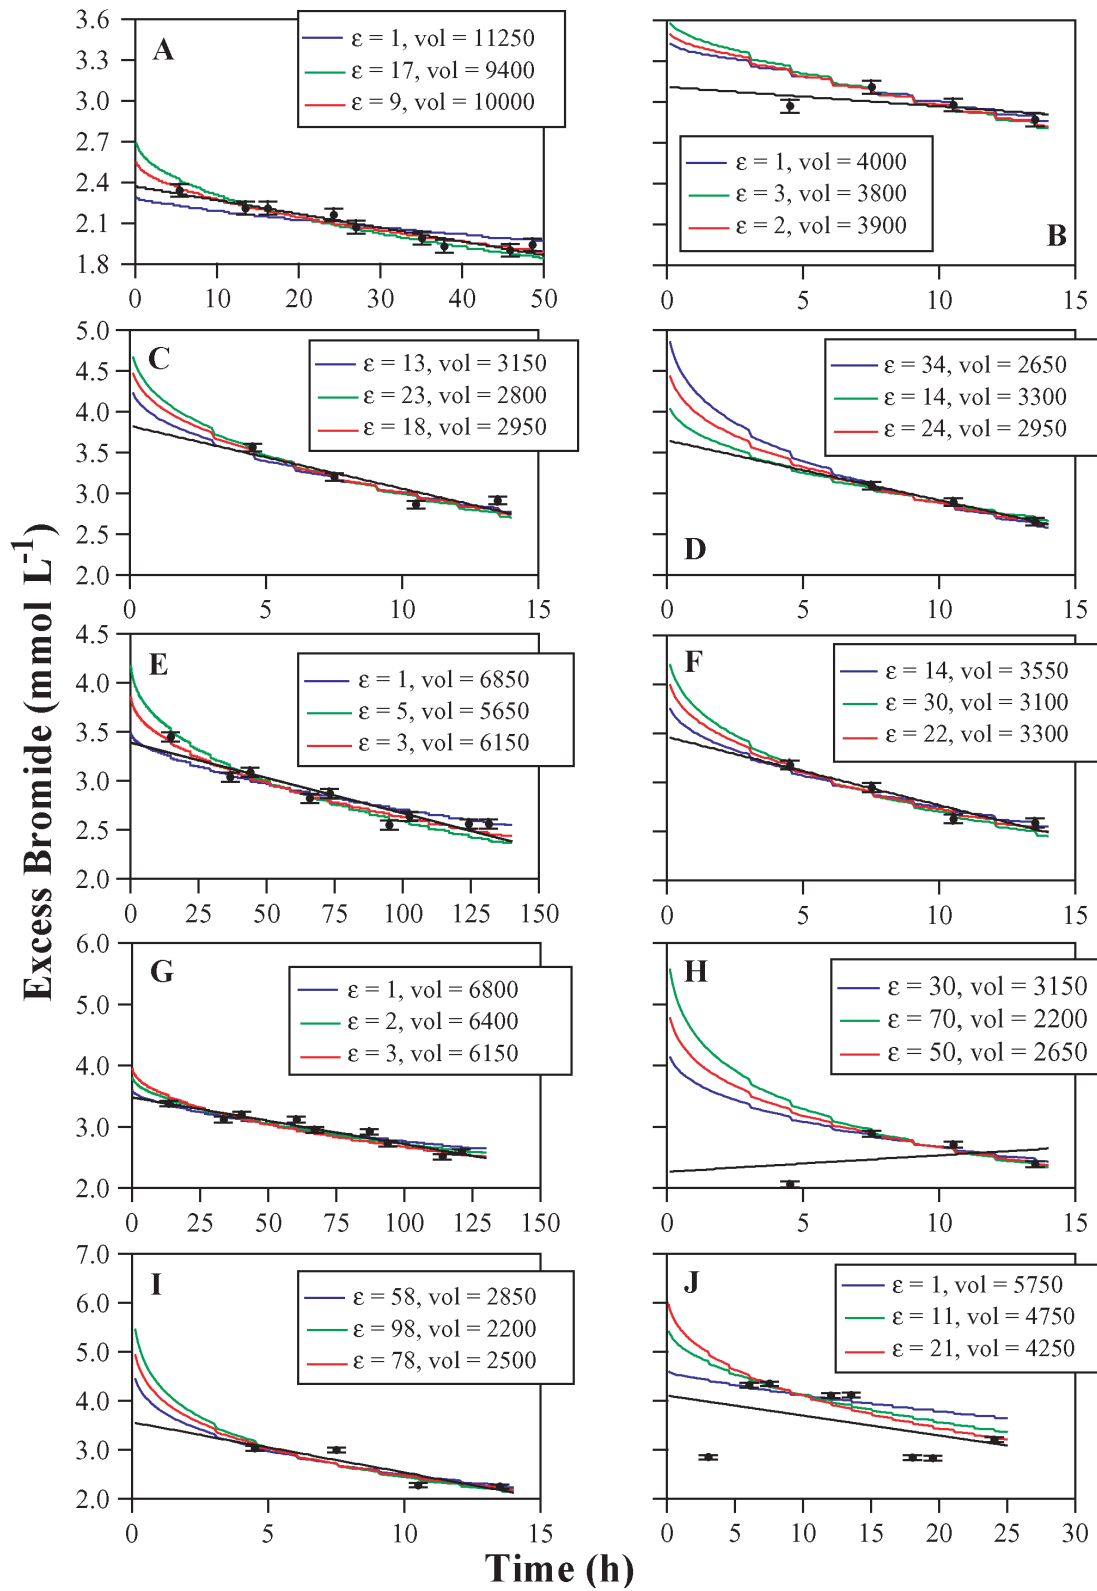 Excess Bromide (mmol L-1)
A
ε = 1, vol = 11250
ε = 17, vol = 9400
ε = 9, vol = 10000
3.6
3.3
3.0
2.7
2.4
2.1
1.8
0 10 20 30 40 50
ε = 1, vol = 4000
ε = 3, vol = 3800
ε = 2, vol = 3900
B
0 5 10 15
C
ε = 13, vol = 3150
ε = 23, vol = 2800
ε = 18, vol = 2950
5.0
4.5
4.0
3.5
3.0
2.5
2.0
0 5 10 15
ε = 34, vol = 2650
ε = 14, vol = 3300
ε = 24, vol = 2950
D
0 5 10 15
E
ε = 1, vol = 6850
ε = 5, vol = 5650
ε = 3, vol = 6150
4.5
4.0
3.5
3.0
2.5
2.0
0 25 50 75 100 125 150
F
ε = 14, vol = 3550
ε = 30, vol = 3100
ε = 22, vol = 3300
0 5 10 15
G
ε = 1, vol = 6800
ε = 2, vol = 6400
ε = 3, vol = 6150
6.0
5.0
4.0
3.0
2.0
0 25 50 75 100 125 150
H
ε = 30, vol = 3150
ε = 70, vol = 2200
ε = 50, vol = 2650
0 5 10 15
I
ε = 58, vol = 2850
ε = 98, vol = 2200
ε = 78, vol = 2500
7.0
6.0
5.0
4.0
3.0
2.0
0 5 10 15
J
ε = 1, vol = 5750
ε = 11, vol = 4750
ε = 21, vol = 4250
0 5 10 15 20 25 30
Time (h)